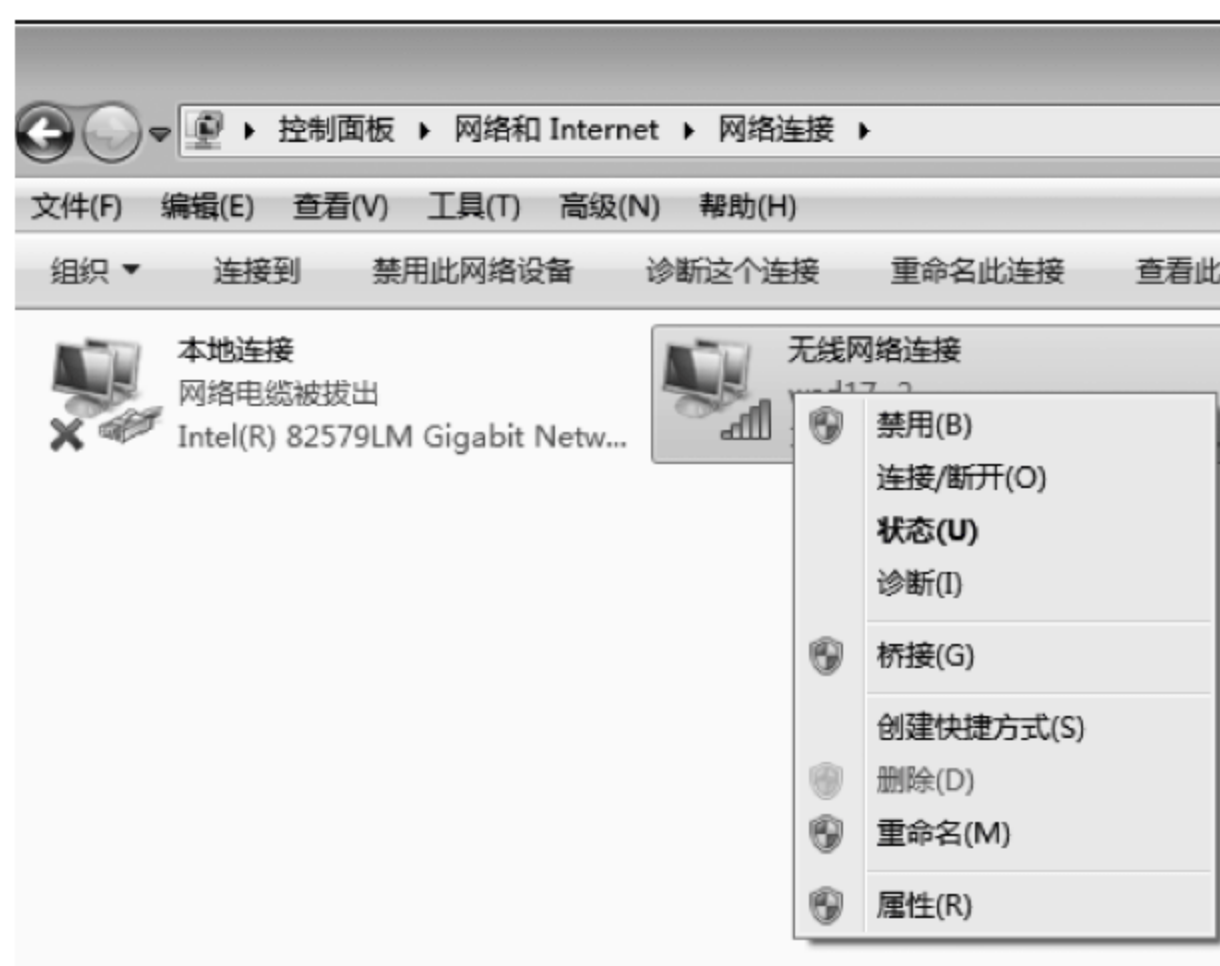 控制面板 网络和 Internet 网络连接
文件(F) 编辑(E) 查看(V) 工具(T) 高级(N) 帮助(H)
组织 连接到 禁用此网络设备 诊断这个连接 重命名此连接 查看此
本地连接
网络电缆被拔出
Intel(R) 82579LM Gigabit Netw...
无线网络连接
禁用(B)
连接/断开(O)
状态(U)
诊断(I)
桥接(G)
创建快捷方式(S)
删除(D)
重命名(M)
属性(R)